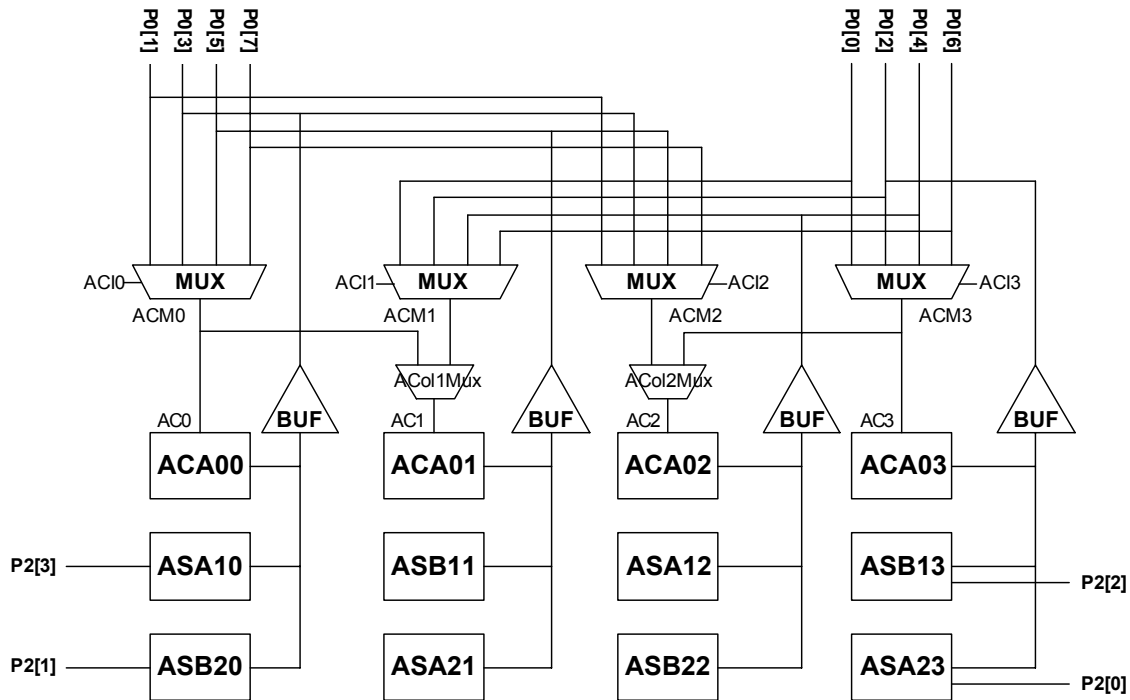 P0[1]
P0[3]
P0[5]
P0[7]
P0[0]
P0[2]
P0[4]
P0[6]
ACI0
MUX
ACI1
MUX
MUX
ACI2
MUX
ACI3
ACM0
ACM1
ACM2
ACM3
ACol1Mux
ACol2Mux
AC0
BUF
AC1
BUF
AC2
BUF
AC3
BUF
ACA00
ACA01
ACA02
ACA03
P2[3]
ASA10
ASB11
ASA12
ASB13
P2[2]
P2[1]
ASB20
ASA21
ASB22
ASA23
P2[0]